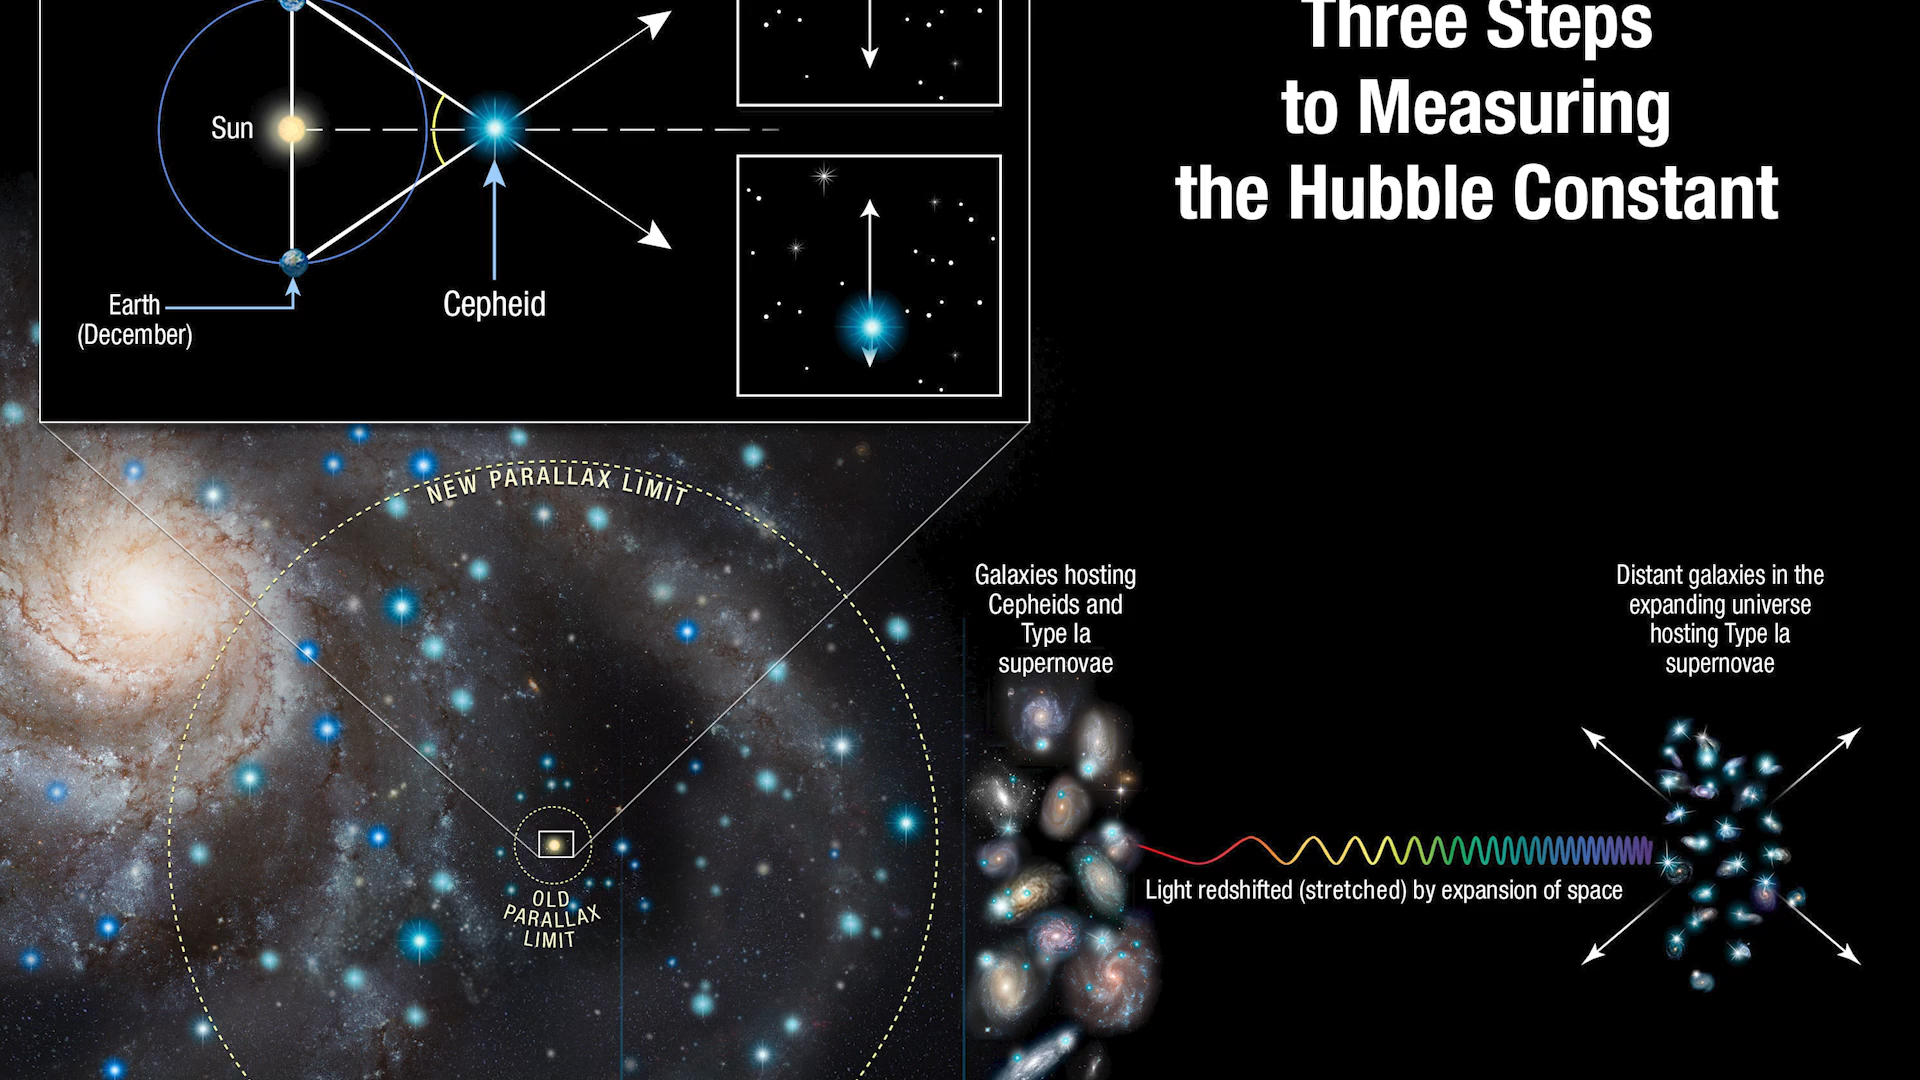 Three Steps
to Measuring
the Hubble Constant
Sun
Earth
(December)
Cepheid
NEW PARALLAX LIMIT
OLD
PARALLAX
LIMIT
Galaxies hosting
Cepheids and
Type Ia
supernovae
Light redshifted (stretched) by expansion of space
Distant galaxies in the
expanding universe
hosting Type Ia
supernovae